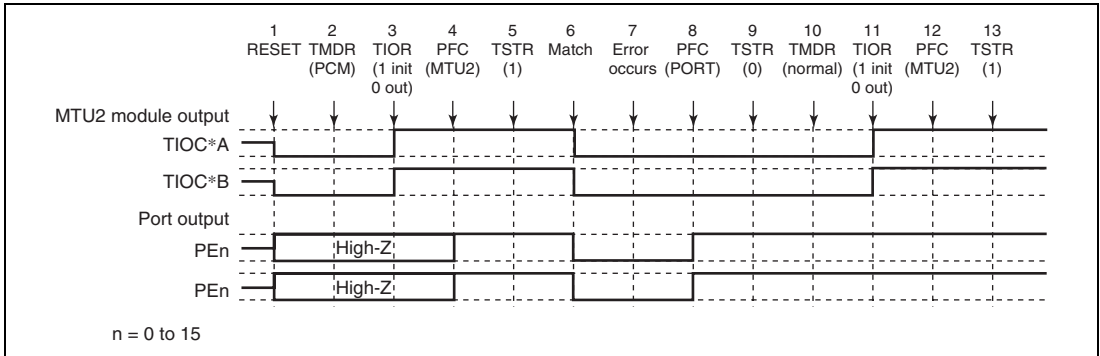 1 2 3 4 5 6 7 8 9 10 11 12 13
RESET TMDR TIOR PFC TSTR Match Error PFC TSTR TMDR TIOR PFC TSTR
(PCM) (1 init (MTU2) (1) occurs (PORT) (0) (normal) (1 init (MTU2) (1)
0 out) 0 out)
MTU2 module output
TIOC*A
TIOC*B
Port output
PEn High-Z
PEn High-Z
n = 0 to 15